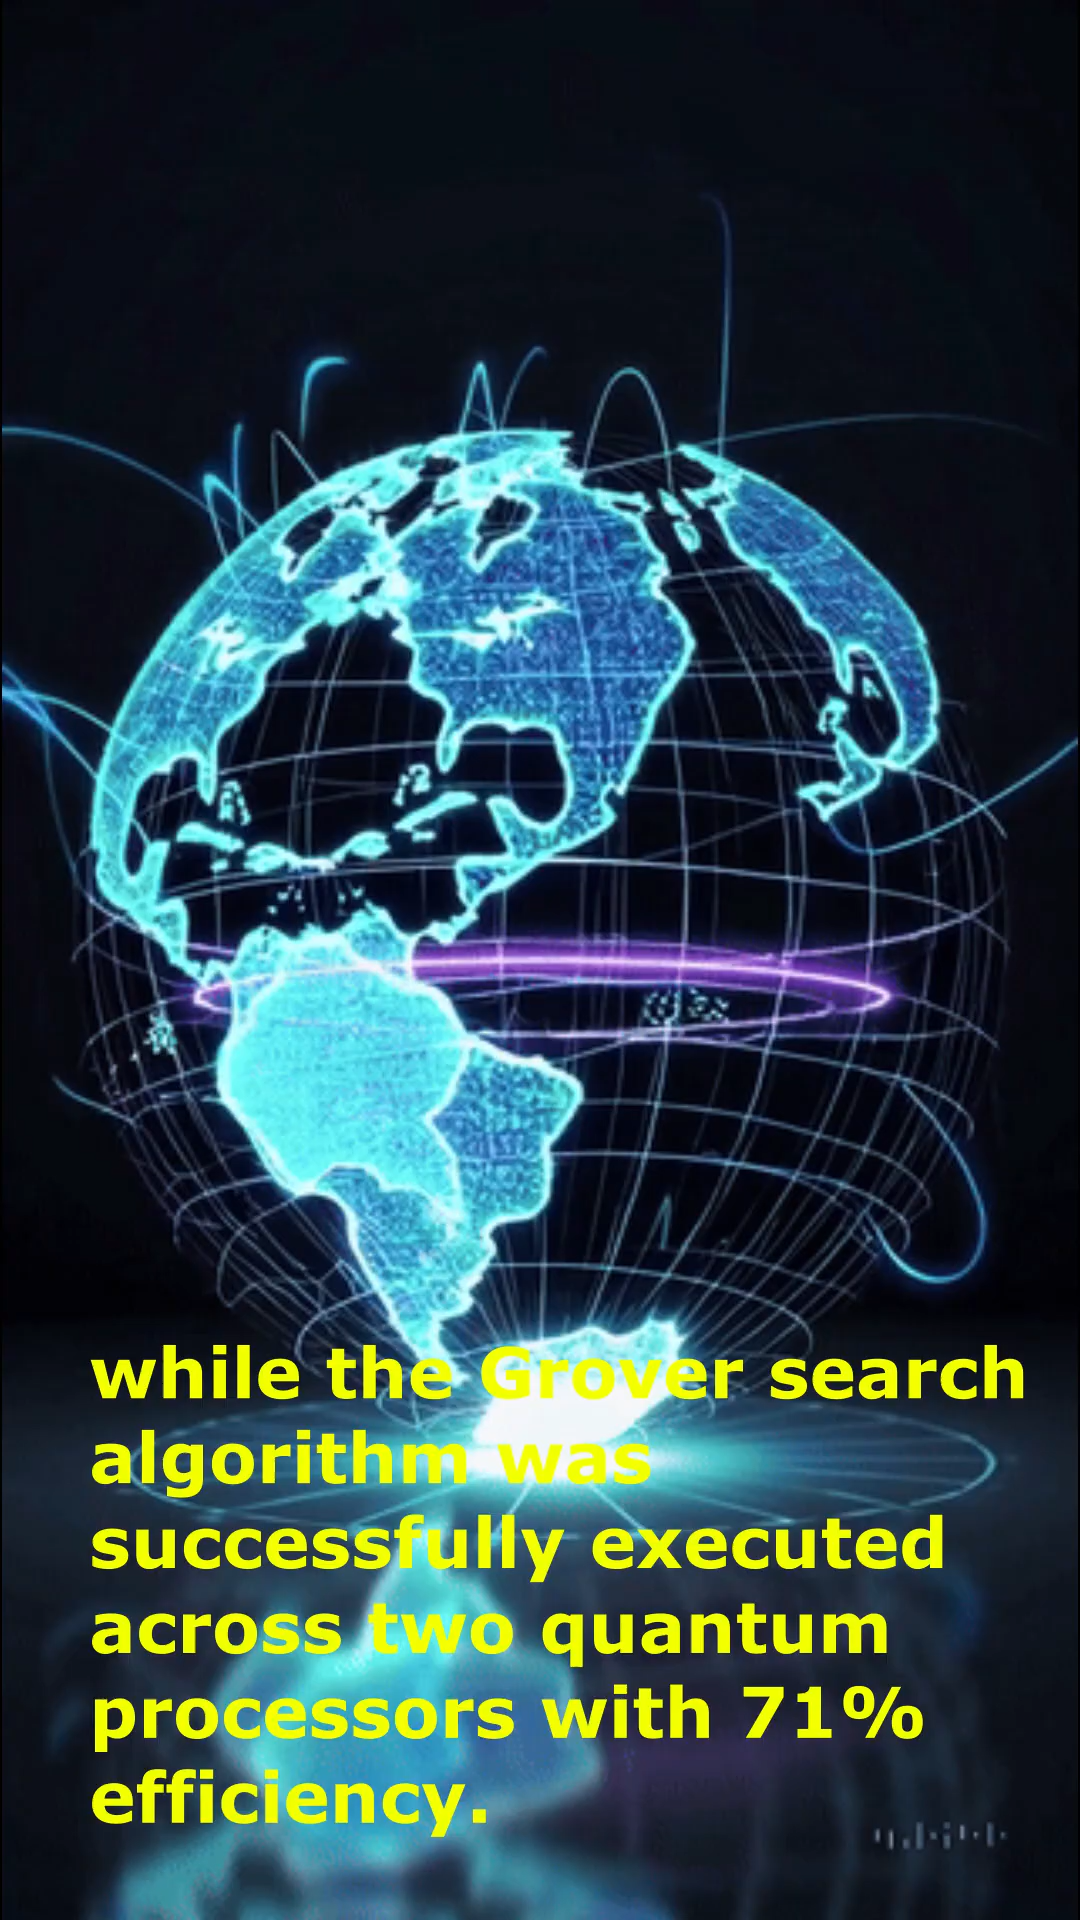 while the Grover search
algorithm was
successfully executed
across two quantum
processors with 71%
efficiency.